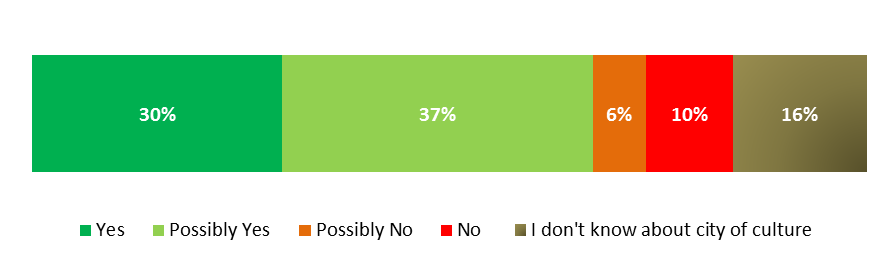 30% 37% 6% 10% 16%
Yes Possibly Yes Possibly No No I don't know about city of culture